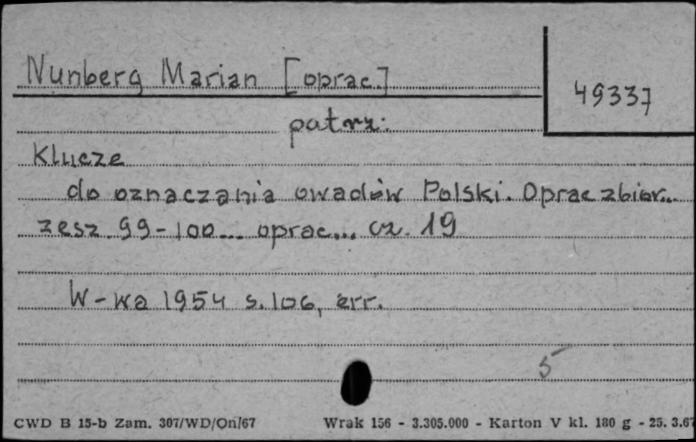 Nunberg Marian [oprac.]
49337
patrz:
Klucze
do oznaczania owadów Polski. Oprac zbior...
zesz 99-100... oprac... cz. 19
W-wa 1954 s. 106, err.
5
CWD B 15-b Zam. 307/WD/On/67 Wrak 156 - 3.305.000 - Karton V kl. 180 g - 25. 3.67